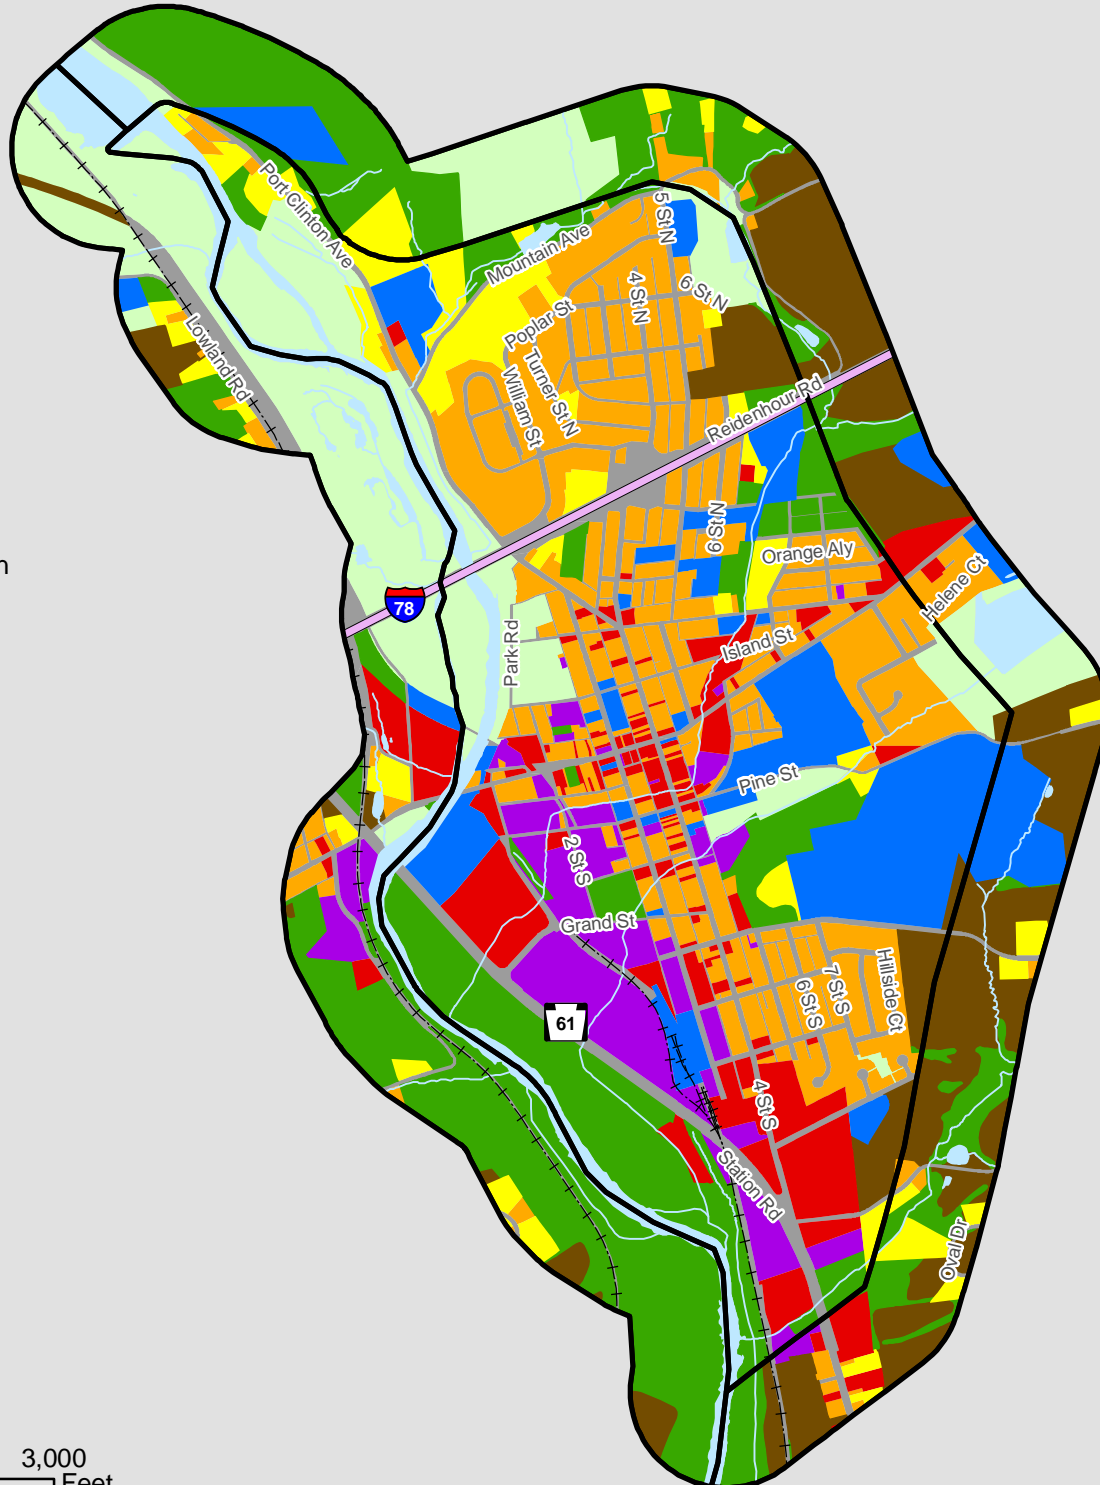 5 St N
Port Clinton Ave
Mountain Ave
4 St N
6 St N
Poplar St
Lowland Rd
Turner St N
William St
Reidenhour Rd
6 St N
Orange Aly
n
Helene Ct
78
Park Rd
Island St
Pine St
2 St S
Grand St
Hillside Ct
7 St S
6 St S
61
4 St S
Station Rd
Oval Dr
3,000
Feet